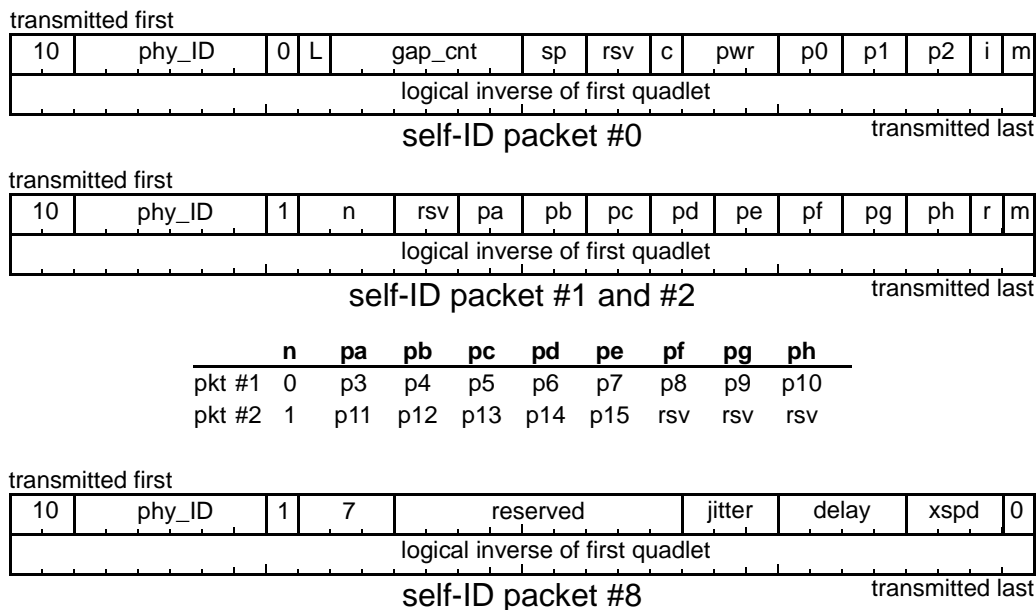 transmitted first
10 phy_ID 0 L gap_cnt sp rsv c pwr p0 p1 p2 i m
logical inverse of first quadlet
self-ID packet #0 transmitted last
transmitted first
10 phy_ID 1 n rsv pa pb pc pd pe pf pg ph r m
logical inverse of first quadlet
self-ID packet #1 and #2 transmitted last
n pa pb pc pd pe pf pg ph
pkt #1 0 p3 p4 p5 p6 p7 p8 p9 p10
pkt #2 1 p11 p12 p13 p14 p15 rsv rsv rsv
transmitted first
10 phy_ID 1 7 reserved jitter delay xspd 0
logical inverse of first quadlet
self-ID packet #8 transmitted last